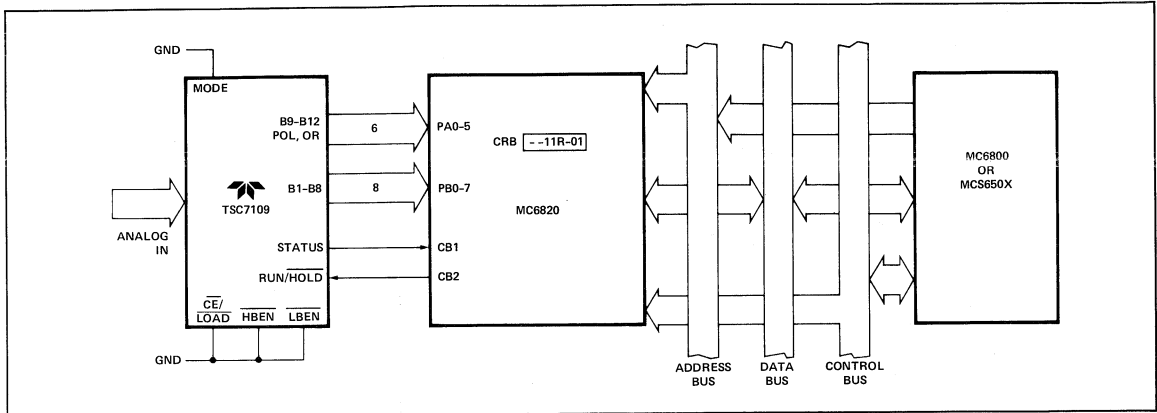 GND
MODE
B9-B12
POL, OR
6
PA0-5
CRB --11R-01
B1-B8
8
PB0-7
TSC7109
MC6820
MC6800
OR
MCS650X
ANALOG
IN
STATUS
CB1
RUN/HOLD
CB2
CE/
LOAD
HBEN
LBEN
GND
ADDRESS
BUS
DATA
BUS
CONTROL
BUS